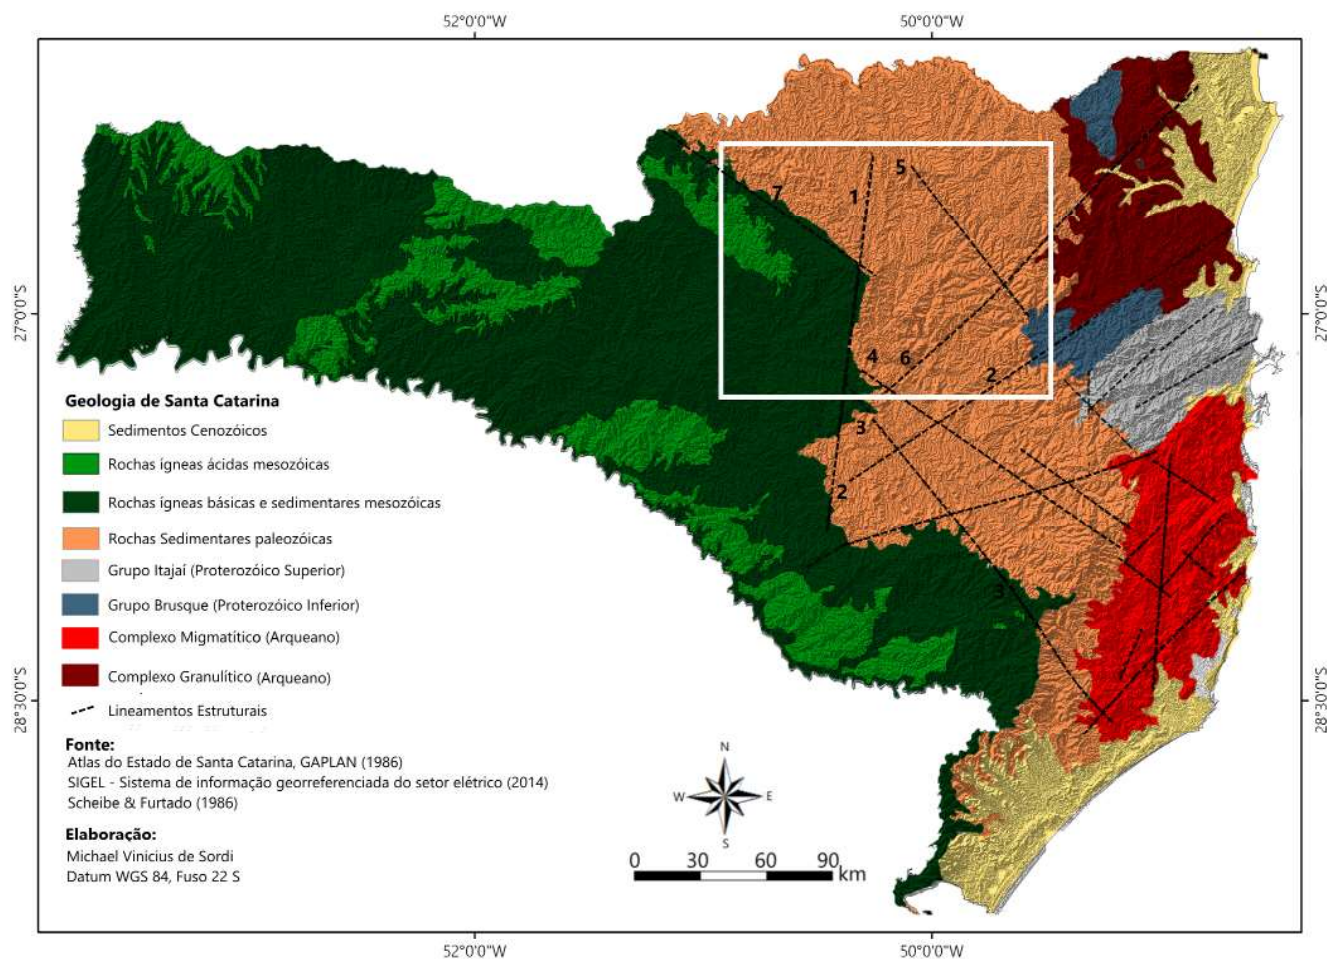 52°0'0"W
50°0'0"W
27°0'0"S
27°0'0"S
5
1
7
4
6
2
3
2
3
Geologia de Santa Catarina
Sedimentos Cenozóicos
Rochas ígneas ácidas mesozóicas
Rochas ígneas básicas e sedimentares mesozóicas
Rochas Sedimentares paleozóicas
Grupo Itajaí (Proterozóico Superior)
Grupo Brusque (Proterozóico Inferior)
Complexo Migmatítico (Arqueano)
Complexo Granulítico (Arqueano)
Lineamentos Estruturais
28°30'0"S
28°30'0"S
Fonte:
Atlas do Estado de Santa Catarina, GAPLAN (1986)
SIGEL - Sistema de informação georreferenciada do setor elétrico (2014)
Scheibe & Furtado (1986)
Elaboração:
Michael Vinicius de Sordi
Datum WGS 84, Fuso 22 S
N
W
E
S
0 30 60 90 km
52°0'0"W
50°0'0"W